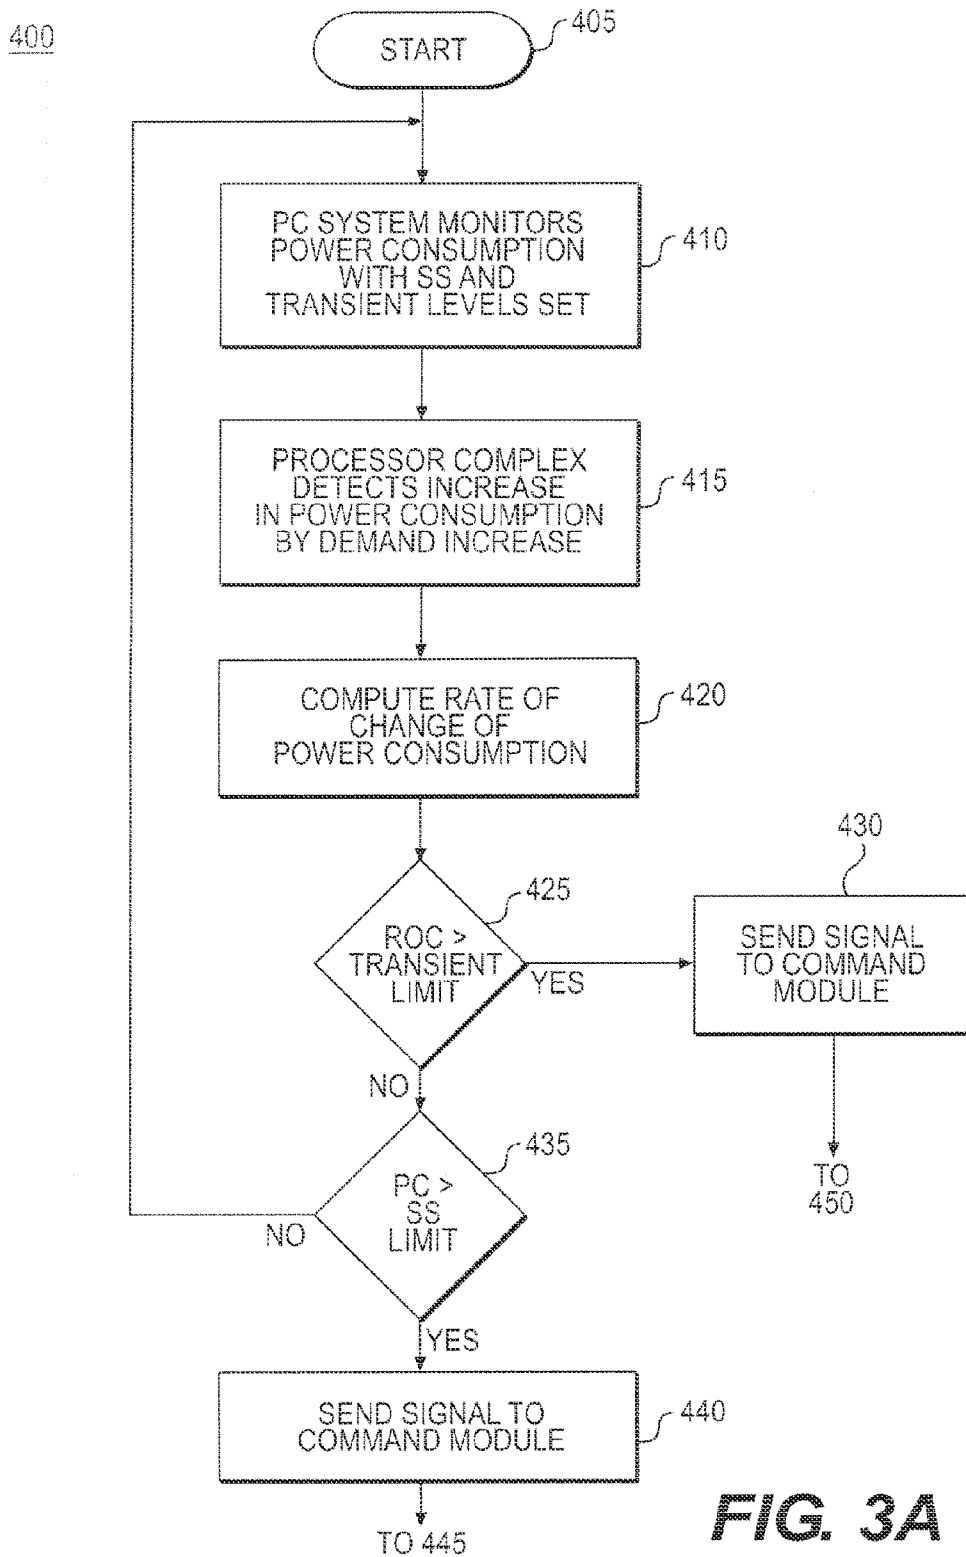 400
START
405
PC SYSTEM MONITORS
POWER CONSUMPTION
WITH SS AND
TRANSIENT LEVELS SET
410
PROCESSOR COMPLEX
DETECTS INCREASE
IN POWER CONSUMPTION
BY DEMAND INCREASE
415
COMPUTE RATE OF
CHANGE OF
POWER CONSUMPTION
420
ROC >
TRANSIENT
LIMIT
425
YES
NO
430
SEND SIGNAL
TO COMMAND
MODULE
TO
450
PC >
SS
LIMIT
435
NO
YES
SEND SIGNAL TO
COMMAND MODULE
440
TO 445
FIG. 3A